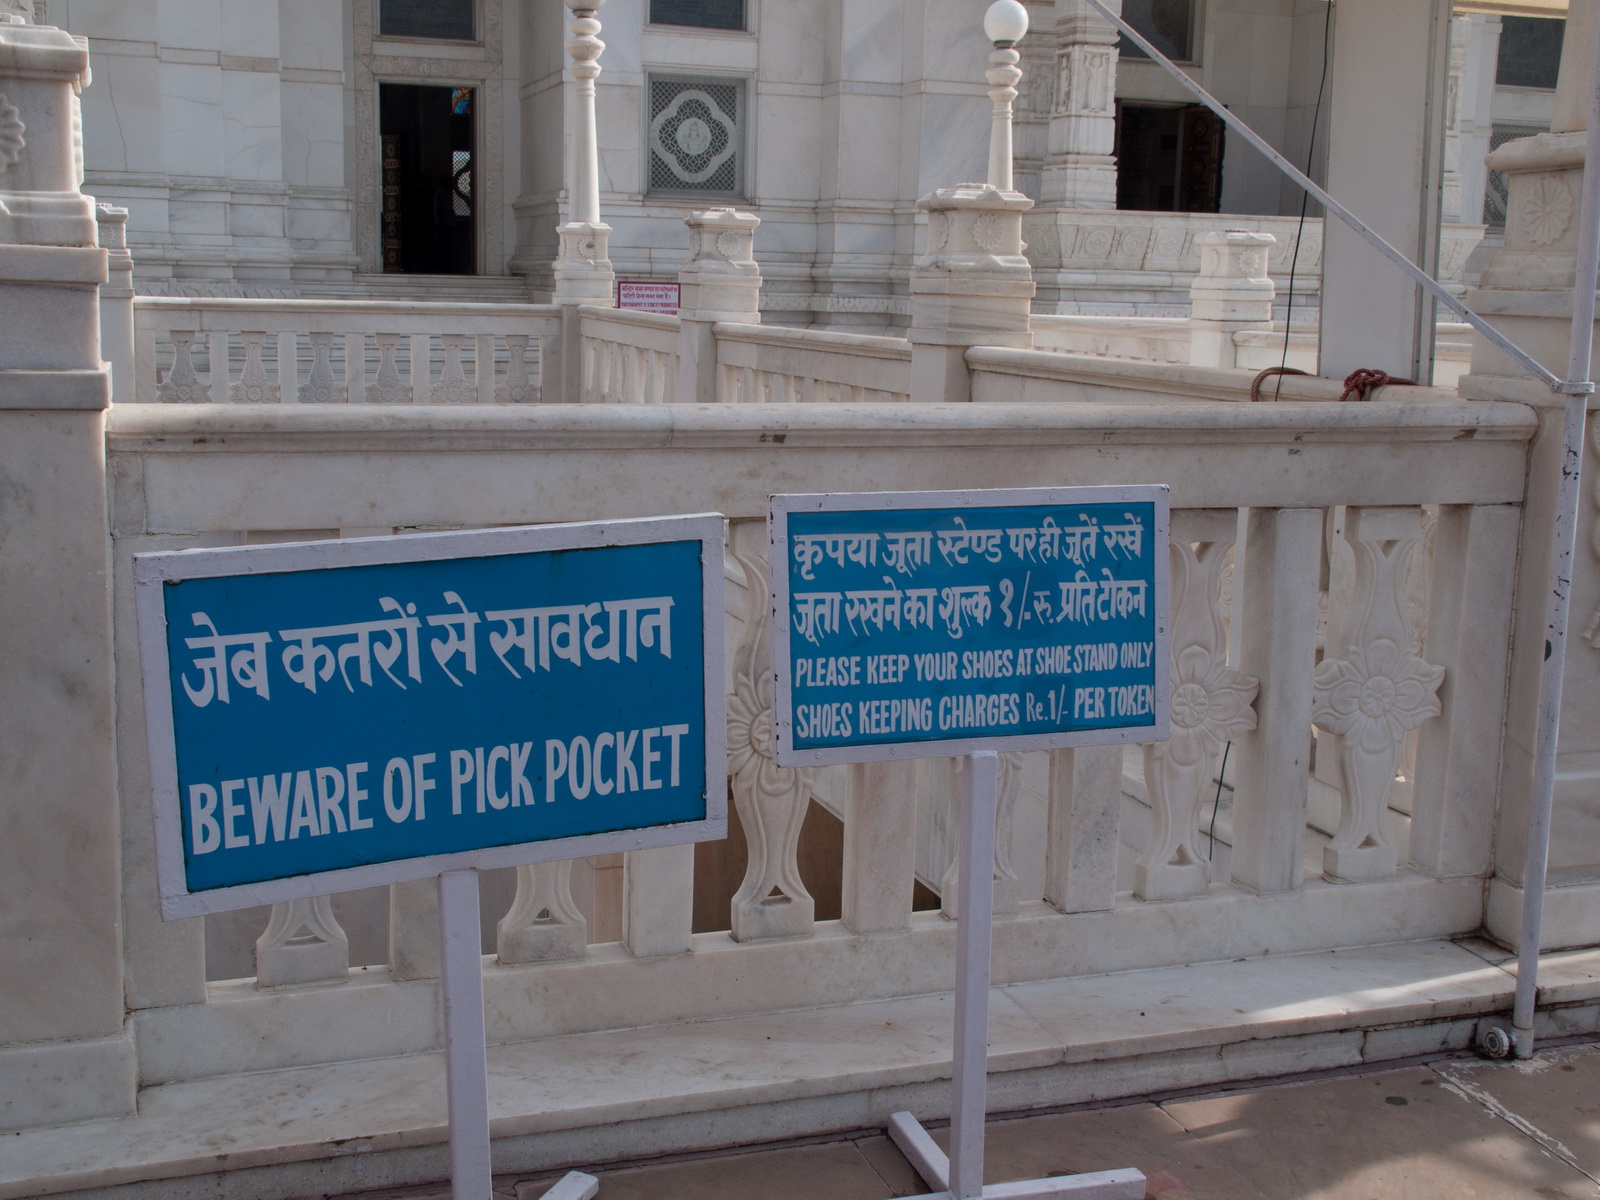 जेब कतरों से सावधान
BEWARE OF PICK POCKET
कृपया जूता स्टेण्ड पर ही जूतें रखें
जूता रखने का शुल्क १/- रु. प्रति टोकन
PLEASE KEEP YOUR SHOES AT SHOE STAND ONLY
SHOES KEEPING CHARGES Re.1/- PER TOKEN